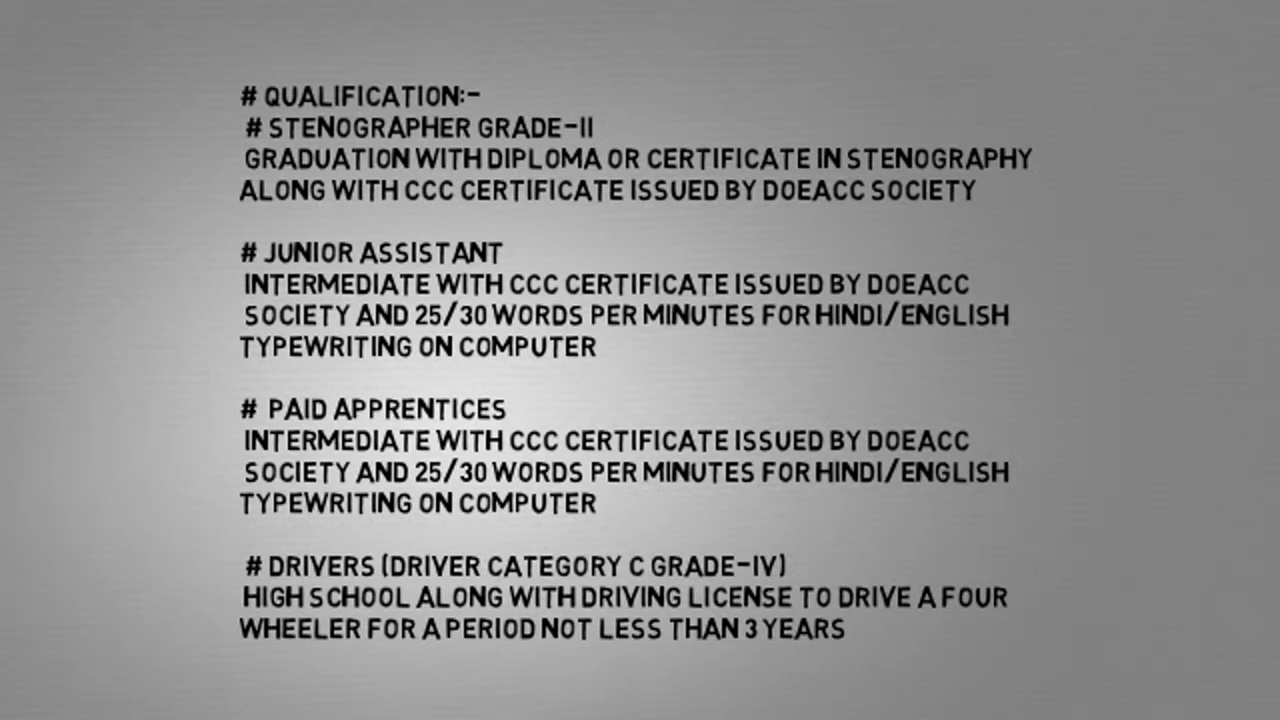 # QUALIFICATION:-
# STENOGRAPHER GRADE-II
GRADUATION WITH DIPLOMA OR CERTIFICATE IN STENOGRAPHY
ALONG WITH CCC CERTIFICATE ISSUED BY DOEACC SOCIETY
# JUNIOR ASSISTANT
INTERMEDIATE WITH CCC CERTIFICATE ISSUED BY DOEACC
SOCIETY AND 25/30 WORDS PER MINUTES FOR HINDI/ENGLISH
TYPEWRITING ON COMPUTER
# PAID APPRENTICES
INTERMEDIATE WITH CCC CERTIFICATE ISSUED BY DOEACC
SOCIETY AND 25/30 WORDS PER MINUTES FOR HINDI/ENGLISH
TYPEWRITING ON COMPUTER
# DRIVERS (DRIVER CATEGORY C GRADE-IV)
HIGH SCHOOL ALONG WITH DRIVING LICENSE TO DRIVE A FOUR
WHEELER FOR A PERIOD NOT LESS THAN 3 YEARS